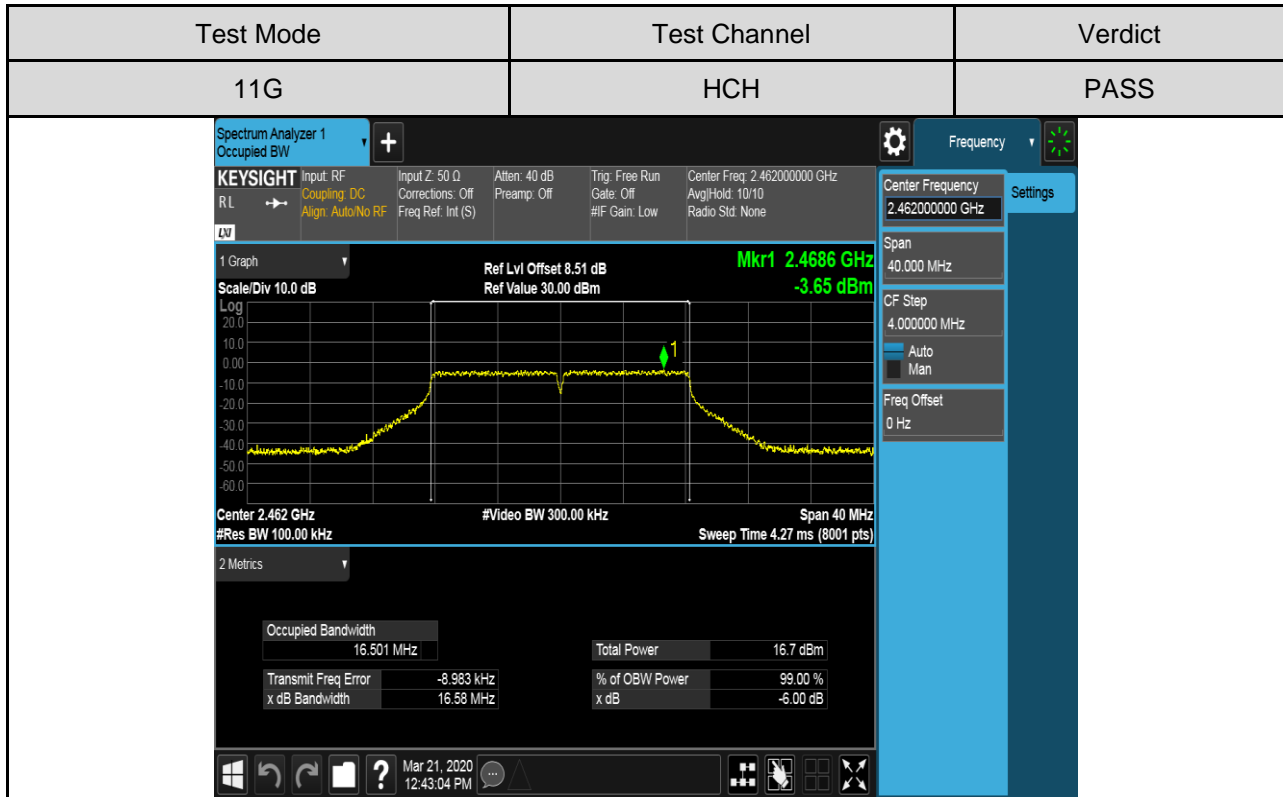 Test Mode Test Channel Verdict
11G HCH PASS
Spectrum Analyzer 1
Occupied BW
+
Frequency
KEYSIGHT Input: RF Input Z: 50 Ω Atten: 40 dB Trig: Free Run Center Freq: 2.462000000 GHz
RL Coupling: DC Corrections: Off Preamp: Off Gate: Off Avg|Hold: 10/10
Align: Auto/No RF Freq Ref: Int (S) #IF Gain: Low Radio Std: None
LXI
Center Frequency
2.462000000 GHz
Settings
Span
40.000 MHz
CF Step
4.000000 MHz
Auto
Man
Freq Offset
0 Hz
1 Graph Ref Lvl Offset 8.51 dB Mkr1 2.4686 GHz
Scale/Div 10.0 dB Ref Value 30.00 dBm -3.65 dBm
Log
20.0
10.0
0.00
-10.0
-20.0
-30.0
-40.0
-50.0
-60.0
1
Center 2.462 GHz #Video BW 300.00 kHz Span 40 MHz
#Res BW 100.00 kHz Sweep Time 4.27 ms (8001 pts)
2 Metrics
Occupied Bandwidth
16.501 MHz Total Power 16.7 dBm
Transmit Freq Error -8.983 kHz % of OBW Power 99.00 %
x dB Bandwidth 16.58 MHz x dB -6.00 dB
? Mar 21, 2020
12:43:04 PM